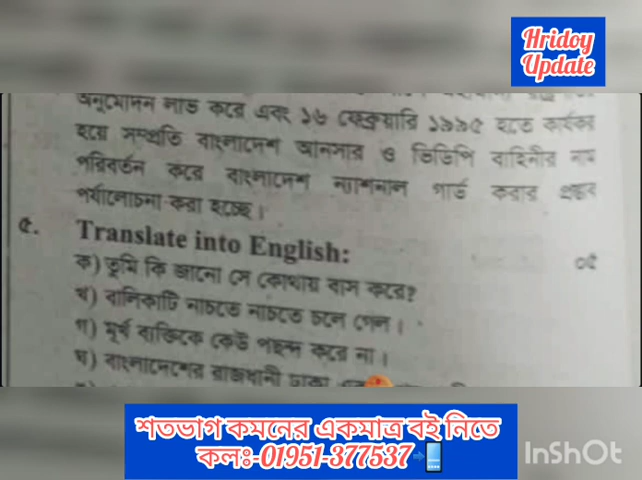 Hridoy
Update
অনুমোদন লাভ করে এবং ১৬ ফেব্রুয়ারি ১৯৯৫ হতে কার্যকর
হয়ে সম্প্রতি বাংলাদেশ আনসার ও ভিডিপি বাহিনীর নাম
পরিবর্তন করে বাংলাদেশ ন্যাশনাল গার্ড করার প্রস্তাব
পর্যালোচনা করা হচ্ছে।
৫. Translate into English: ০৫
ক) তুমি কি জানো সে কোথায় বাস করে?
খ) বালিকাটি নাচতে নাচতে চলে গেল।
গ) মূর্খ ব্যক্তিকে কেউ পছন্দ করে না।
ঘ) বাংলাদেশের রাজধানী ঢাকা
শতভাগ কমনের একমাত্র বই নিতে
কলঃ-01951-377537
InShOt